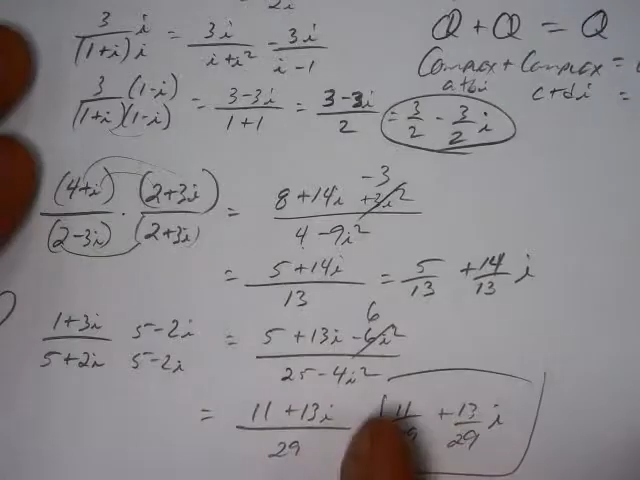 2i
3/(1+i) i/i = 3i/(i+i²) = 3i/(i-1)
3/(1+i) (1-i)/(1-i) = (3-3i)/(1+1) = (3-3i)/2 = 3/2 - 3/2 i
Q + Q = Q
Complex + Complex =
a+bi c+di =
(4+i)/(2-3i) · (2+3i)/(2+3i) = (8+14i +3i² -3)/(4-9i²)
= (5+14i)/13 = 5/13 + 14/13 i
(1+3i)/(5+2i) (5-2i)/(5-2i) = (5+13i -6i² 6)/(25-4i²)
= (11+13i)/29 11/29 + 13/29 i